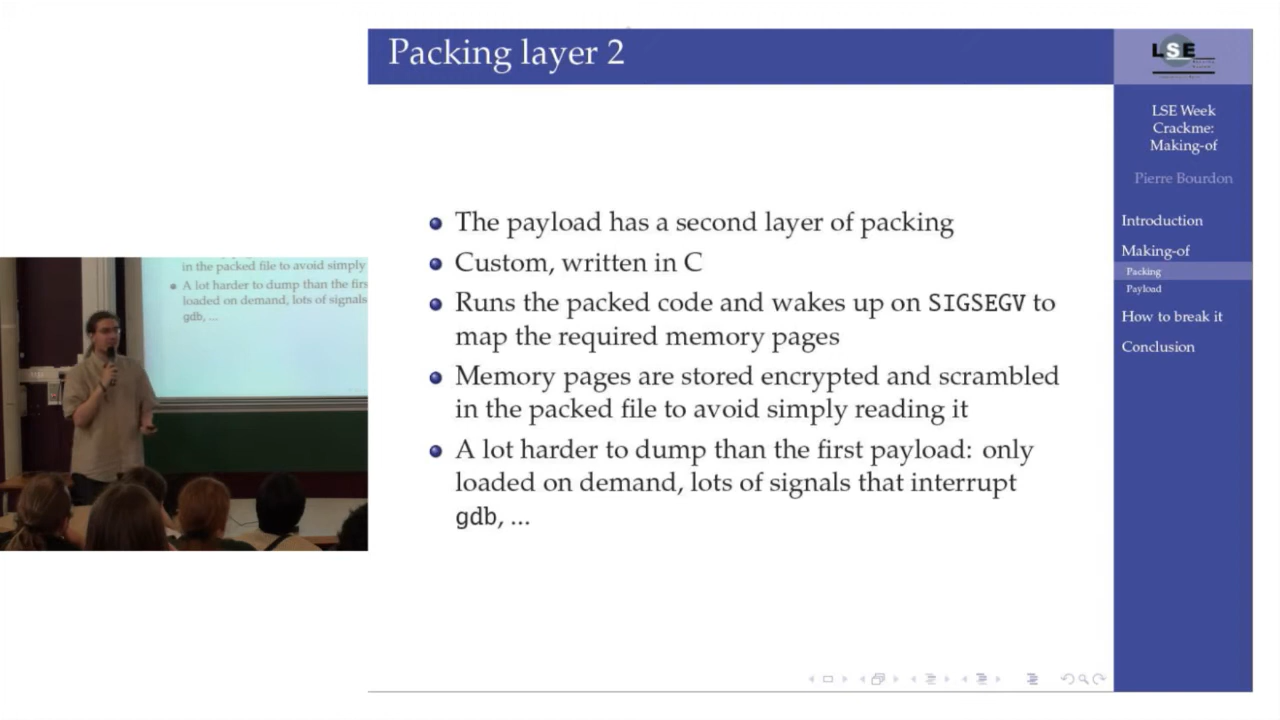 Packing layer 2
The payload has a second layer of packing
Custom, written in C
Runs the packed code and wakes up on SIGSEGV to
map the required memory pages
Memory pages are stored encrypted and scrambled
in the packed file to avoid simply reading it
A lot harder to dump than the first payload: only
loaded on demand, lots of signals that interrupt
gdb, ...
LSE
LSE Week
Crackme:
Making-of
Pierre Bourdon
Introduction
Making-of
Packing
Payload
How to break it
Conclusion
in the packed file to avoid simply
A lot harder to dump than the firs
loaded on demand, lots of signals
gdb, ...